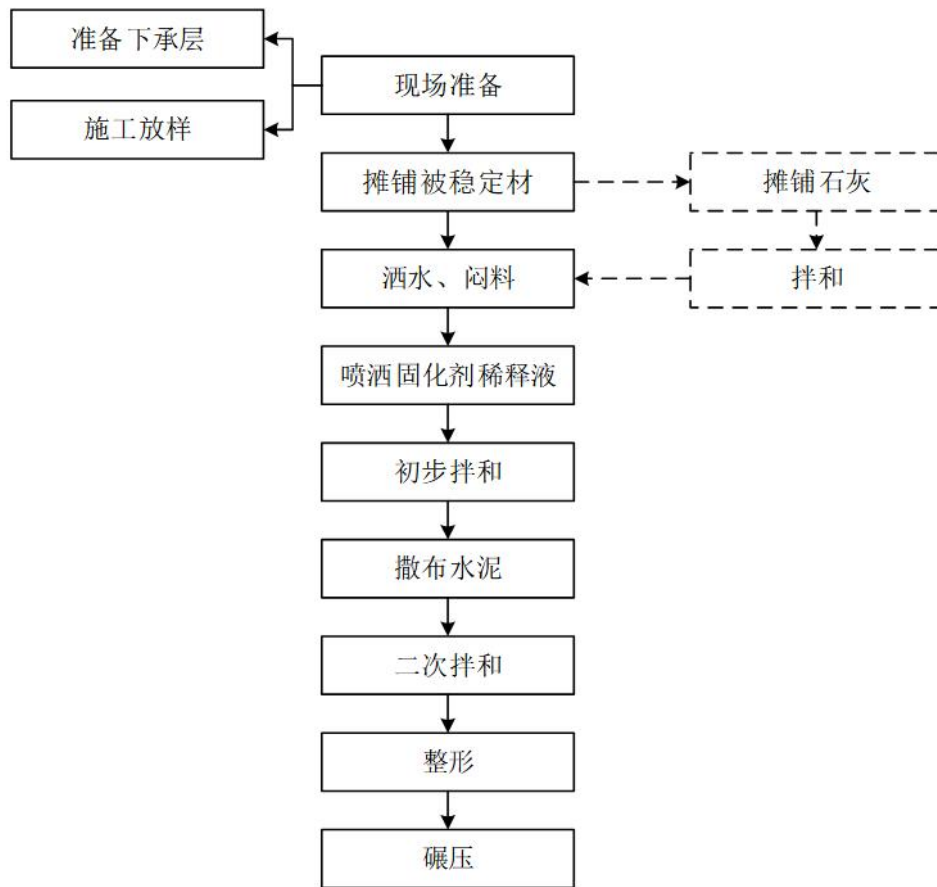 准备下承层
现场准备
施工放样
摊铺被稳定材
摊铺石灰
洒水、闷料
拌和
喷洒固化剂稀释液
初步拌和
撒布水泥
二次拌和
整形
碾压